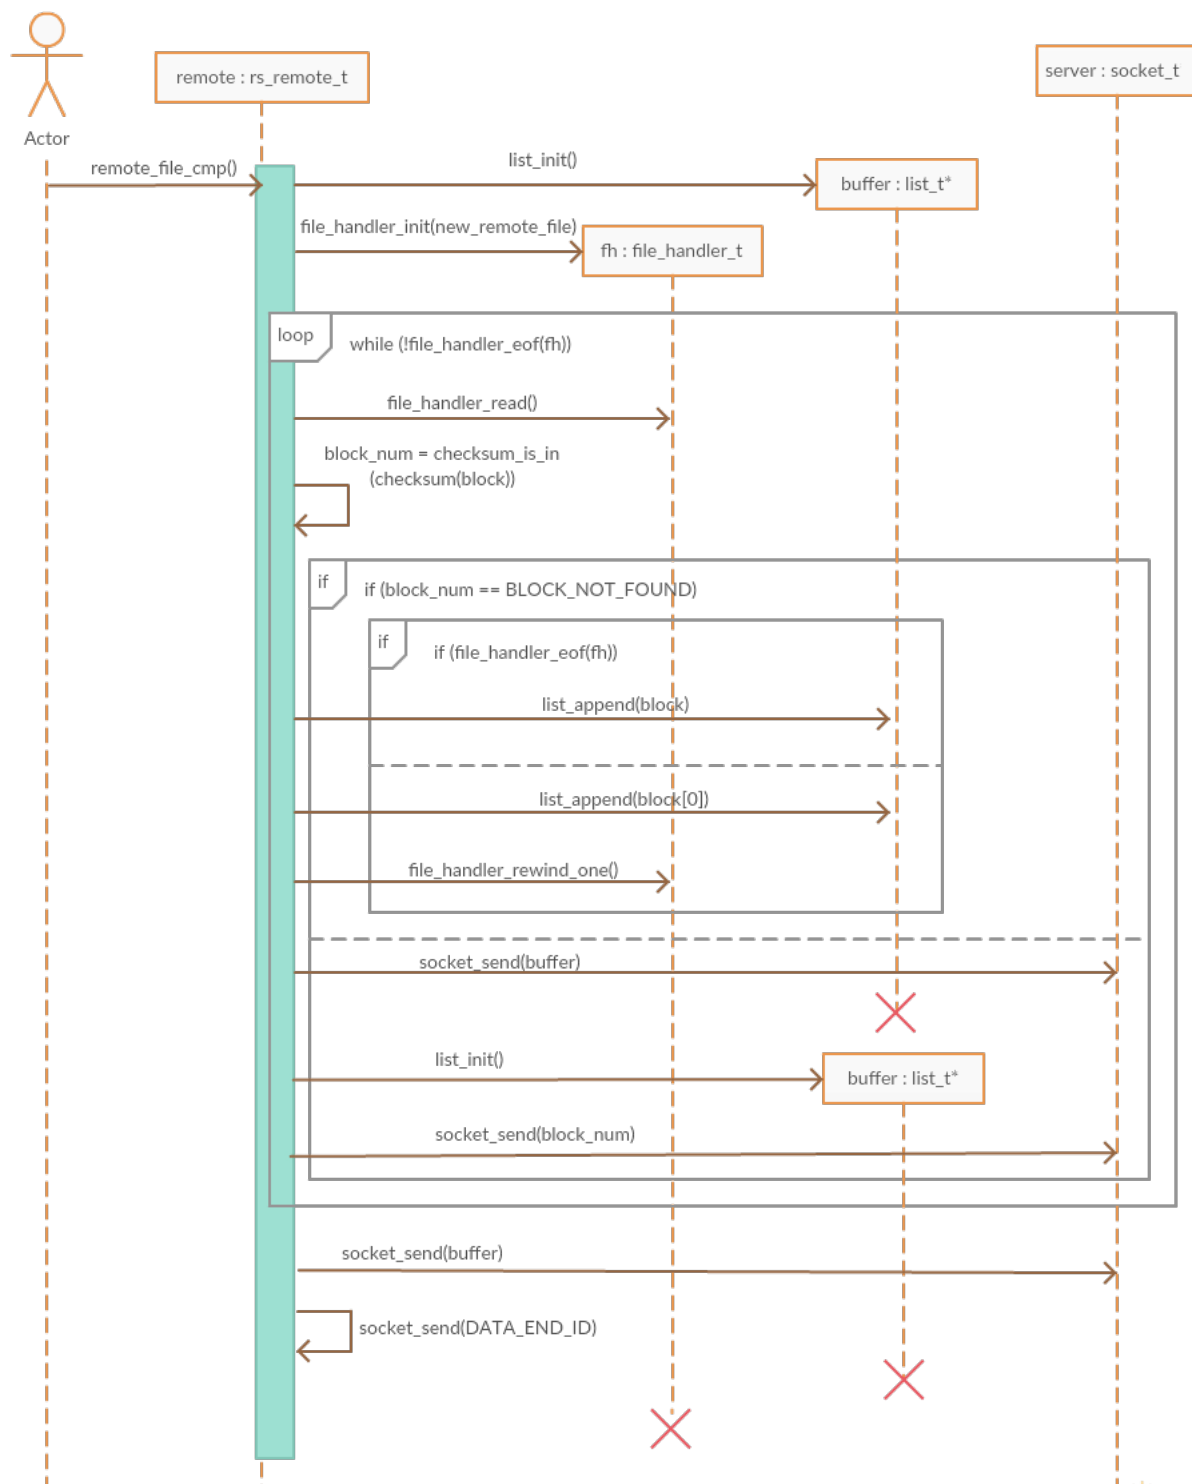 Actor
remote : rs_remote_t
server : socket_t
remote_file_cmp()
list_init()
buffer : list_t*
file_handler_init(new_remote_file)
fh : file_handler_t
loop
while (!file_handler_eof(fh))
file_handler_read()
block_num = checksum_is_in
(checksum(block))
if
if (block_num == BLOCK_NOT_FOUND)
if
if (file_handler_eof(fh))
list_append(block)
list_append(block[0])
file_handler_rewind_one()
socket_send(buffer)
list_init()
buffer : list_t*
socket_send(block_num)
socket_send(buffer)
socket_send(DATA_END_ID)